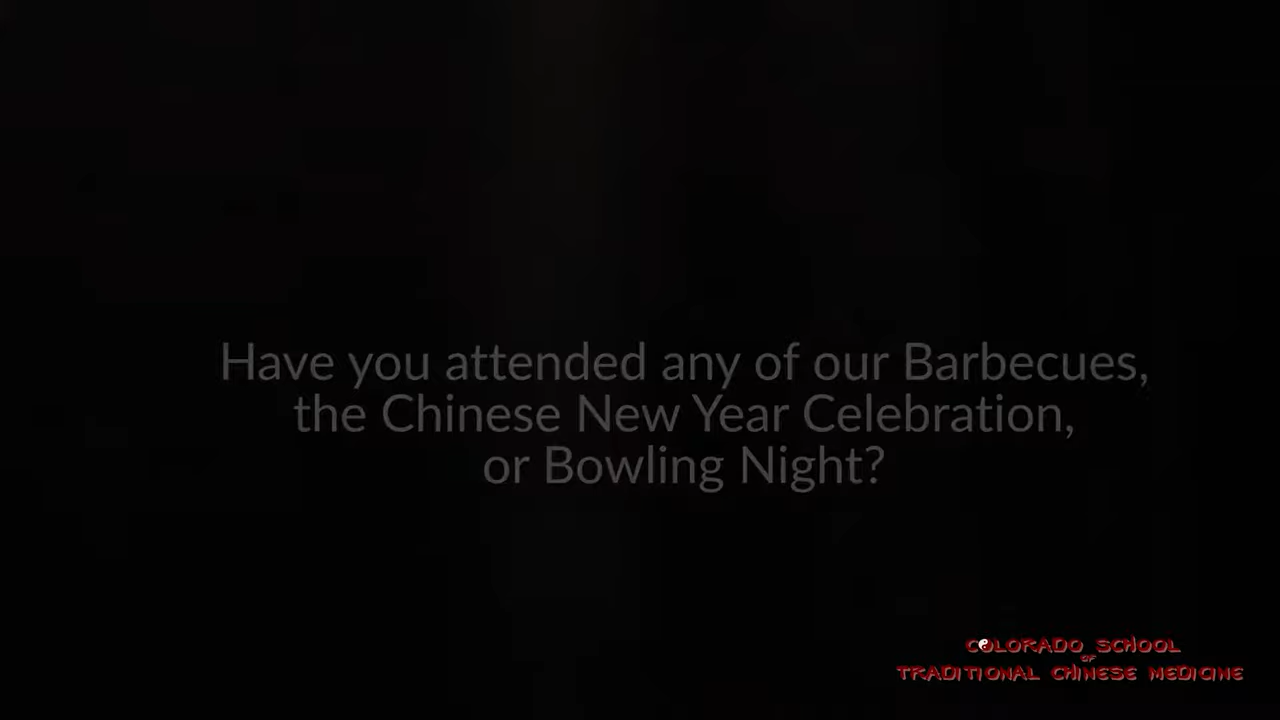 Have you attended any of our Barbecues,
the Chinese New Year Celebration,
or Bowling Night?
COLORADO SCHOOL
OF
TRADITIONAL CHINESE MEDICINE